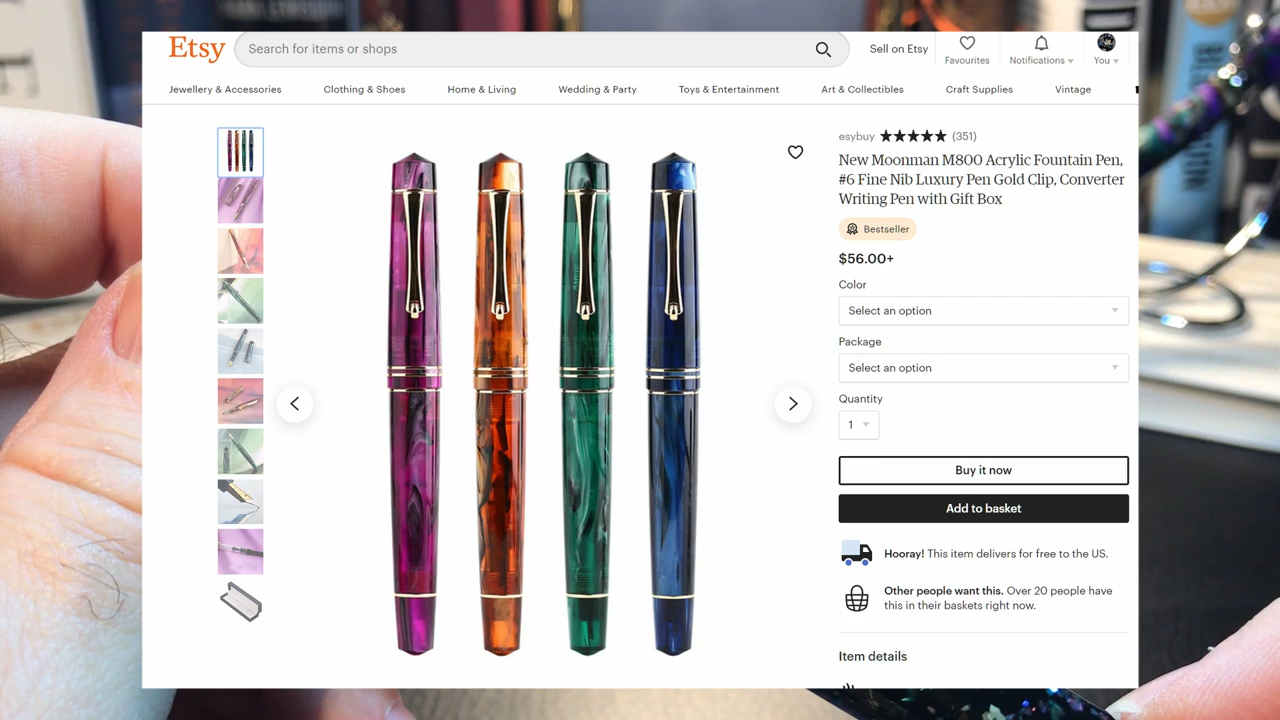 Etsy
Search for items or shops
Sell on Etsy
Favourites
Notifications
You
Jewellery & Accessories
Clothing & Shoes
Home & Living
Wedding & Party
Toys & Entertainment
Art & Collectibles
Craft Supplies
Vintage
esybuy ★★★★★ (351)
New Moonman M800 Acrylic Fountain Pen,
#6 Fine Nib Luxury Pen Gold Clip, Converter
Writing Pen with Gift Box
Bestseller
$56.00+
Color
Select an option
Package
Select an option
Quantity
1
Buy it now
Add to basket
Hooray! This item delivers for free to the US.
Other people want this. Over 20 people have
this in their baskets right now.
Item details